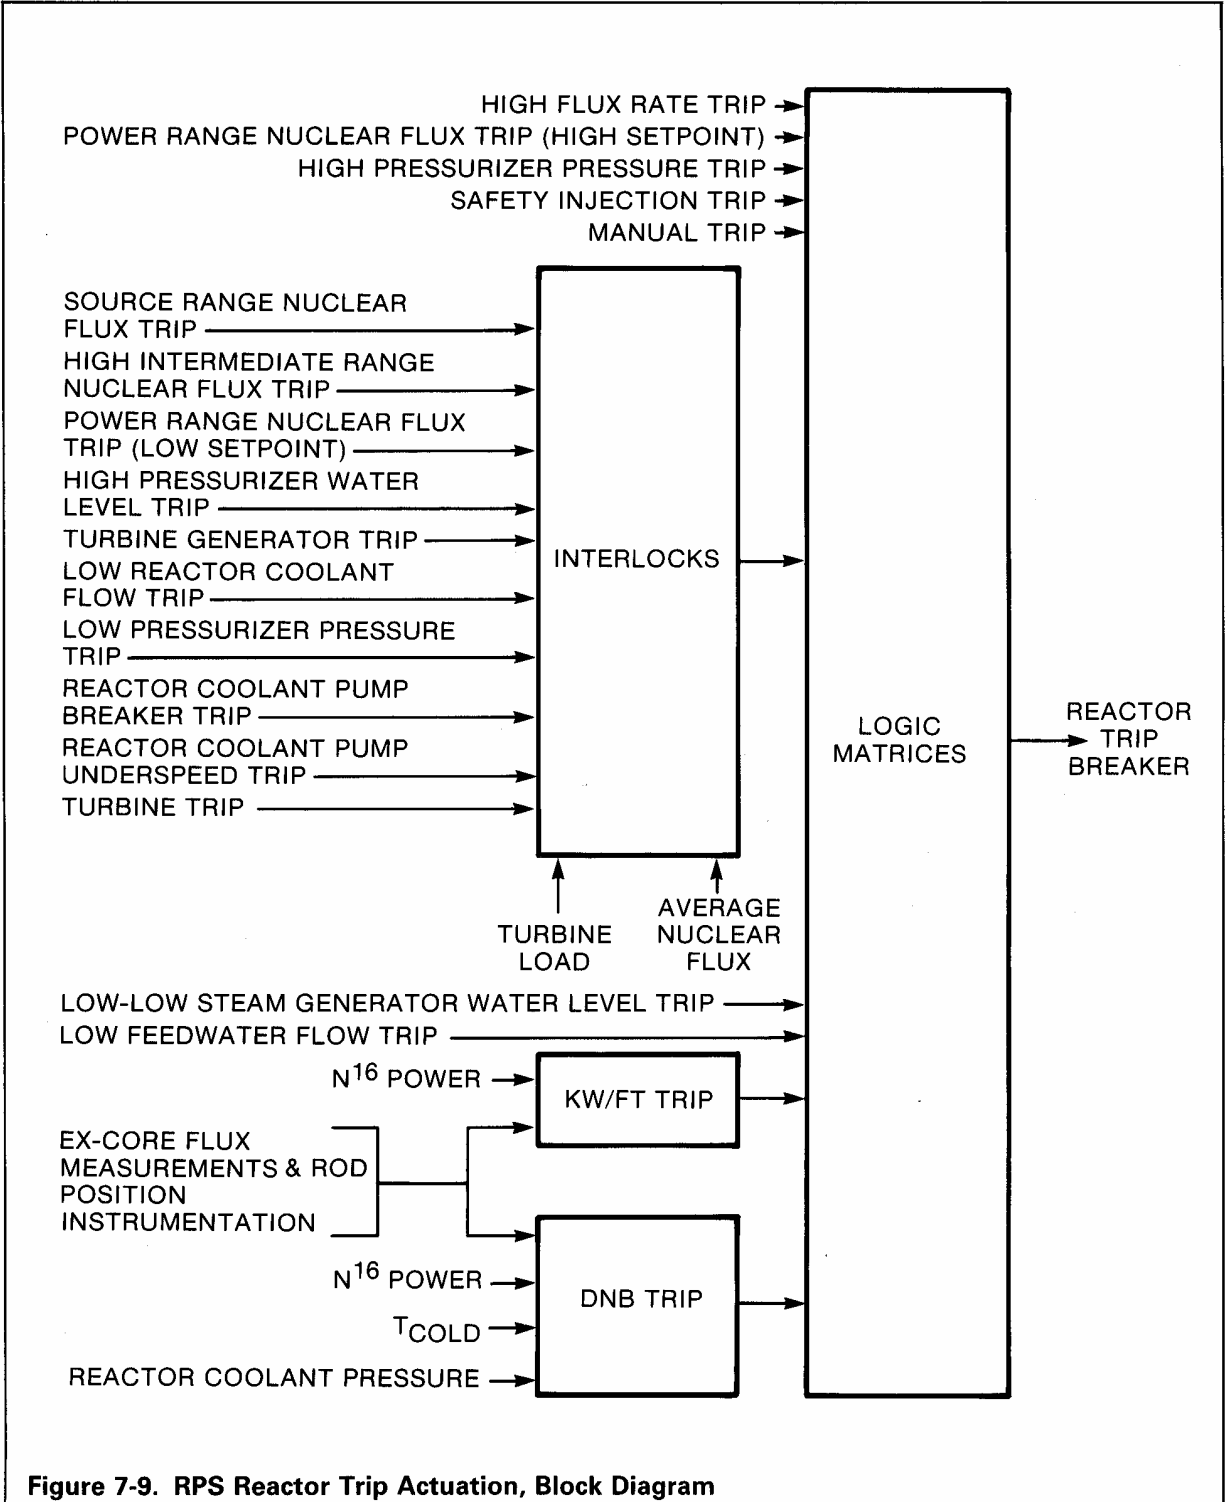 HIGH FLUX RATE TRIP
POWER RANGE NUCLEAR FLUX TRIP (HIGH SETPOINT)
HIGH PRESSURIZER PRESSURE TRIP
SAFETY INJECTION TRIP
MANUAL TRIP
SOURCE RANGE NUCLEAR
FLUX TRIP
HIGH INTERMEDIATE RANGE
NUCLEAR FLUX TRIP
POWER RANGE NUCLEAR FLUX
TRIP (LOW SETPOINT)
HIGH PRESSURIZER WATER
LEVEL TRIP
TURBINE GENERATOR TRIP
LOW REACTOR COOLANT
FLOW TRIP
LOW PRESSURIZER PRESSURE
TRIP
REACTOR COOLANT PUMP
BREAKER TRIP
REACTOR COOLANT PUMP
UNDERSPEED TRIP
TURBINE TRIP
INTERLOCKS
TURBINE
LOAD
AVERAGE
NUCLEAR
FLUX
LOGIC
MATRICES
REACTOR
TRIP
BREAKER
LOW-LOW STEAM GENERATOR WATER LEVEL TRIP
LOW FEEDWATER FLOW TRIP
N16 POWER
KW/FT TRIP
EX-CORE FLUX
MEASUREMENTS & ROD
POSITION
INSTRUMENTATION
N16 POWER
TCOLD
REACTOR COOLANT PRESSURE
DNB TRIP
Figure 7-9. RPS Reactor Trip Actuation, Block Diagram